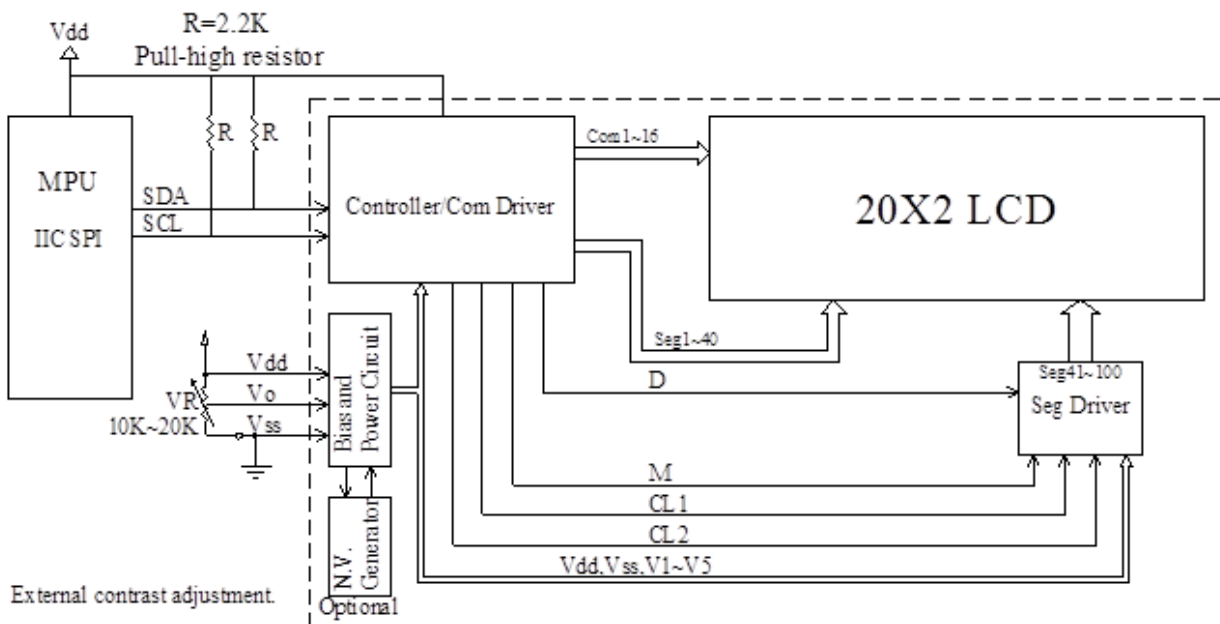 Vdd
R=2.2K
Pull-high resistor
R
R
MPU
IIC SPI
SDA
SCL
Controller/Com Driver
Com1~16
20X2 LCD
Seg1~40
D
Seg41~100
Seg Driver
Vdd
Vo
Vss
VR
10K~20K
Bias and
Power Circuit
M
CL1
CL2
Vdd,Vss,V1~V5
N.V.
Generator
Optional
External contrast adjustment.